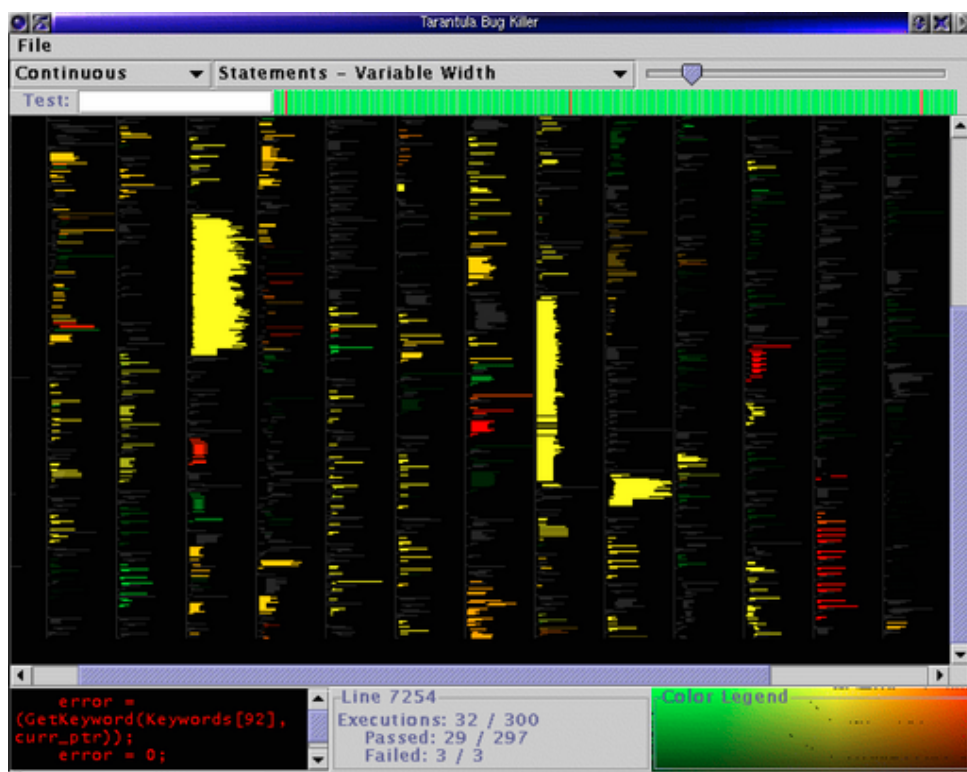 Tarantula Bug Killer
File
Continuous
Statements - Variable Width
Test:
error =
(GetKeyword(Keywords[92],
curr_ptr));
error = 0;
Line 7254
Executions: 32 / 300
Passed: 29 / 297
Failed: 3 / 3
Color Legend